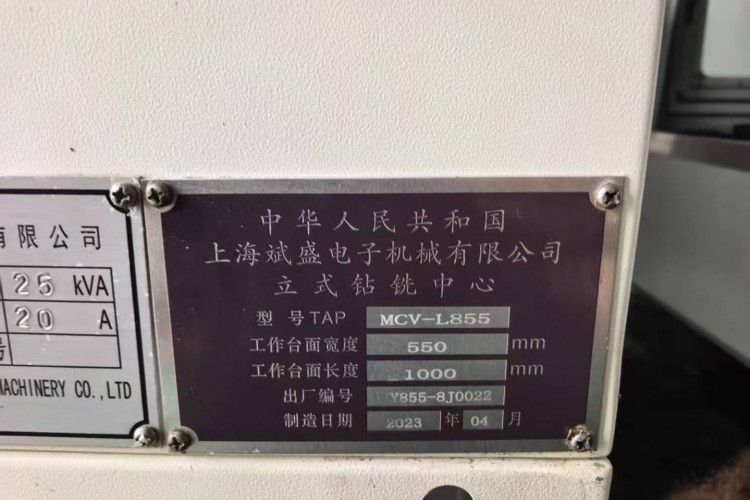 有限公司
25 kVA
20 A
号
MACHINERY CO.,LTD
中华人民共和国
上海斌盛电子机械有限公司
立式钻铣中心
型号TAP MCV-L855
工作台面宽度 550 mm
工作台面长度 1000 mm
出厂编号 Y855-8J0022
制造日期 2023 年 04 月